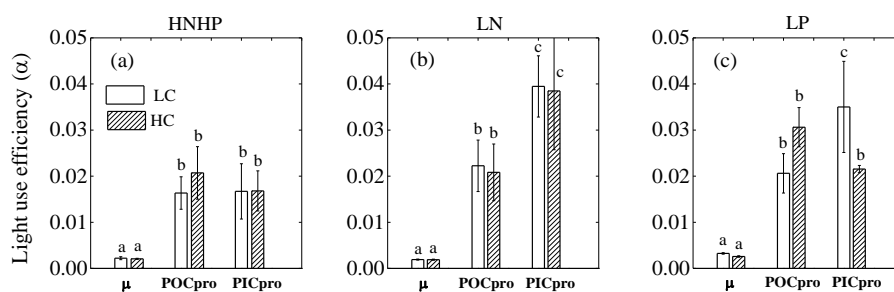 HNHP LN LP
Light use efficiency (α)
0.05 0.05 0.05
(a) (b) (c)
c c c
0.04 0.04 0.04
LC
HC
b b
0.03 0.03 0.03
b b b b b b b
0.02 0.02 0.02
0.01 0.01 0.01
a a a a a a
0.00 0.00 0.00
μ POCpro PICpro μ POCpro PICpro μ POCpro PICpro